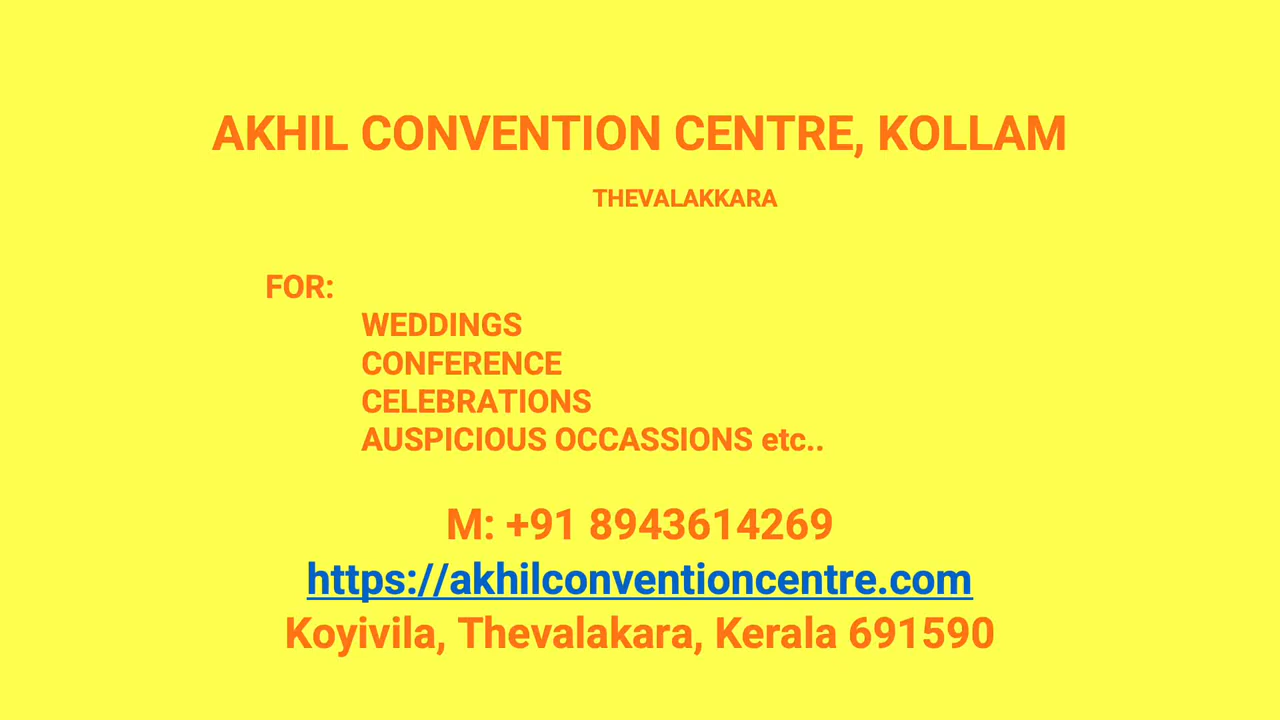 AKHIL CONVENTION CENTRE, KOLLAM
THEVALAKKARA
FOR:
WEDDINGS
CONFERENCE
CELEBRATIONS
AUSPICIOUS OCCASSIONS etc..
M: +91 8943614269
https://akhilconventioncentre.com
Koyivila, Thevalakara, Kerala 691590